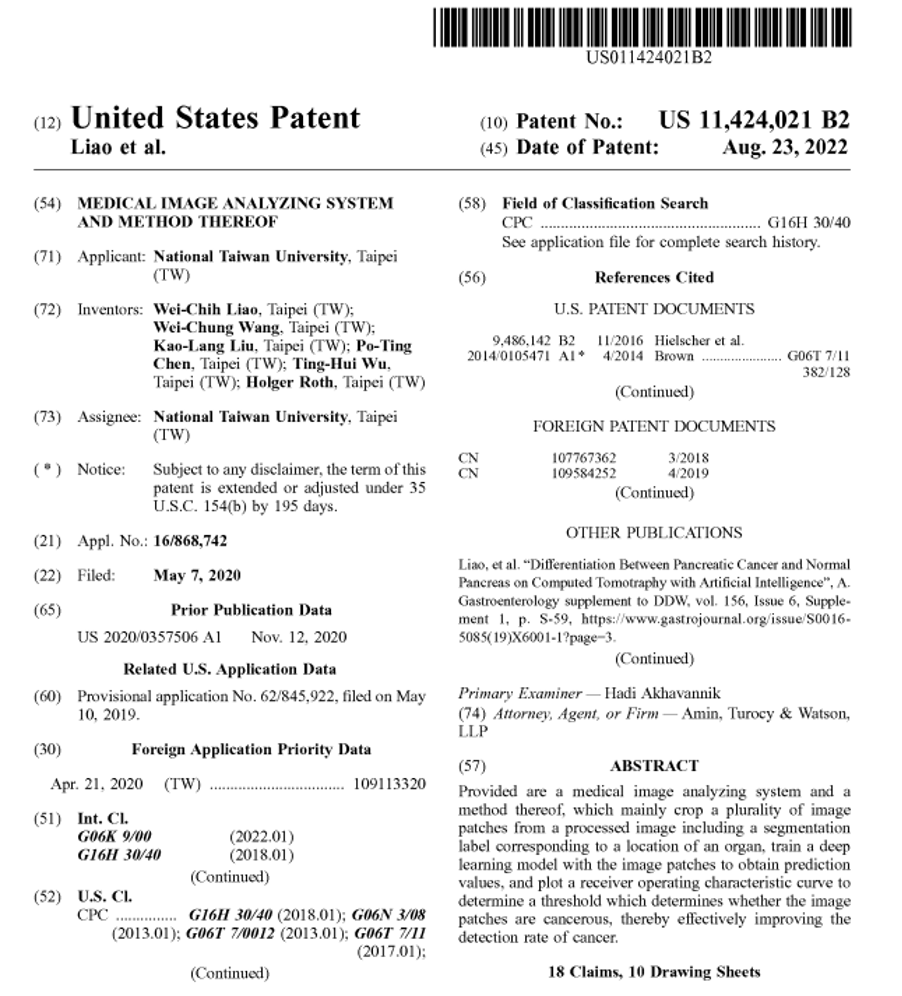 US011424021B2
(12) United States Patent
Liao et al.
(10) Patent No.: US 11,424,021 B2
(45) Date of Patent: Aug. 23, 2022
(54) MEDICAL IMAGE ANALYZING SYSTEM
AND METHOD THEREOF
(71) Applicant: National Taiwan University, Taipei
(TW)
(72) Inventors: Wei-Chih Liao, Taipei (TW);
Wei-Chung Wang, Taipei (TW);
Kao-Lang Liu, Taipei (TW); Po-Ting
Chen, Taipei (TW); Ting-Hui Wu,
Taipei (TW); Holger Roth, Taipei (TW)
(73) Assignee: National Taiwan University, Taipei
(TW)
( * ) Notice: Subject to any disclaimer, the term of this
patent is extended or adjusted under 35
U.S.C. 154(b) by 195 days.
(21) Appl. No.: 16/868,742
(22) Filed: May 7, 2020
(65) Prior Publication Data
US 2020/0357506 A1 Nov. 12, 2020
Related U.S. Application Data
(60) Provisional application No. 62/845,922, filed on May
10, 2019.
(30) Foreign Application Priority Data
Apr. 21, 2020 (TW) ................................. 109113320
(51) Int. Cl.
G06K 9/00 (2022.01)
G16H 30/40 (2018.01)
(Continued)
(52) U.S. Cl.
CPC ............... G16H 30/40 (2018.01); G06N 3/08
(2013.01); G06T 7/0012 (2013.01); G06T 7/11
(2017.01);
(Continued)
(58) Field of Classification Search
CPC ...................................................... G16H 30/40
See application file for complete search history.
(56) References Cited
U.S. PATENT DOCUMENTS
9,486,142 B2 11/2016 Hielscher et al.
2014/0105471 A1* 4/2014 Brown ..................... G06T 7/11
382/128
(Continued)
FOREIGN PATENT DOCUMENTS
CN 107767362 3/2018
CN 109584252 4/2019
(Continued)
OTHER PUBLICATIONS
Liao, et al. “Differentiation Between Pancreatic Cancer and Normal
Pancreas on Computed Tomotraphy with Artificial Intelligence”, A.
Gastroenterology supplement to DDW, vol. 156, Issue 6, Supple-
ment 1, p. S-59, https://www.gastrojournal.org/issue/S0016-
5085(19)X6001-1?page=3.
(Continued)
Primary Examiner — Hadi Akhavannik
(74) Attorney, Agent, or Firm — Amin, Turocy & Watson,
LLP
(57) ABSTRACT
Provided are a medical image analyzing system and a
method thereof, which mainly crop a plurality of image
patches from a processed image including a segmentation
label corresponding to a location of an organ, train a deep
learning model with the image patches to obtain prediction
values, and plot a receiver operating characteristic curve to
determine a threshold which determines whether the image
patches are cancerous, thereby effectively improving the
detection rate of cancer.
18 Claims, 10 Drawing Sheets